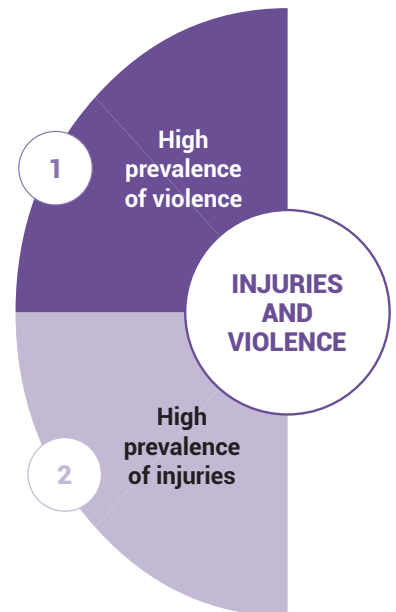 1
High
prevalence
of violence
INJURIES
AND
VIOLENCE
2
High
prevalence
of injuries